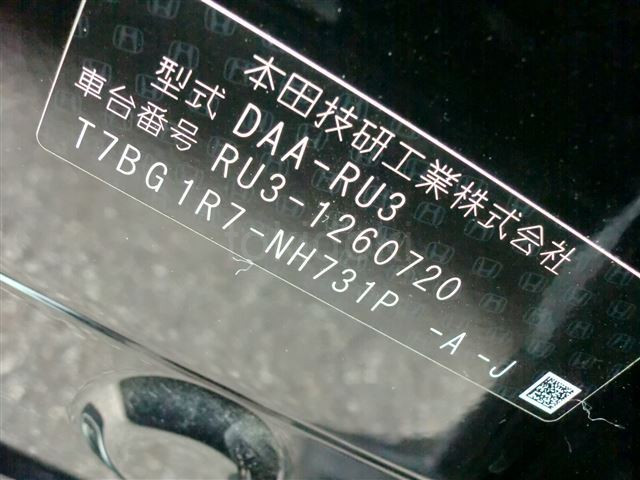 本田技研工業株式会社
型式 DAA-RU3
車台番号 RU3-1260720
T7BG1R7-NH731P -A-J